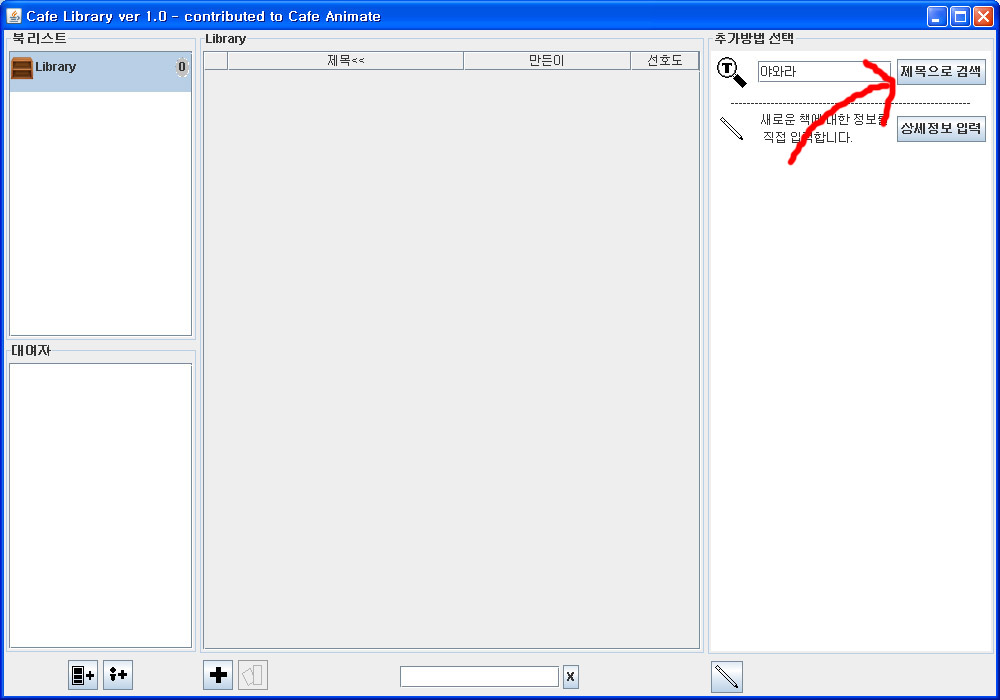 Cafe Library ver 1.0 - contributed to Cafe Animate
북 리스트
Library 0
대여자
Library
제목<< 만든이 선호도
추가방법 선택
T 야와라 제목으로 검색
새로운 책에 대한 정보를
직접 입력합니다.
상세정보 입력
x